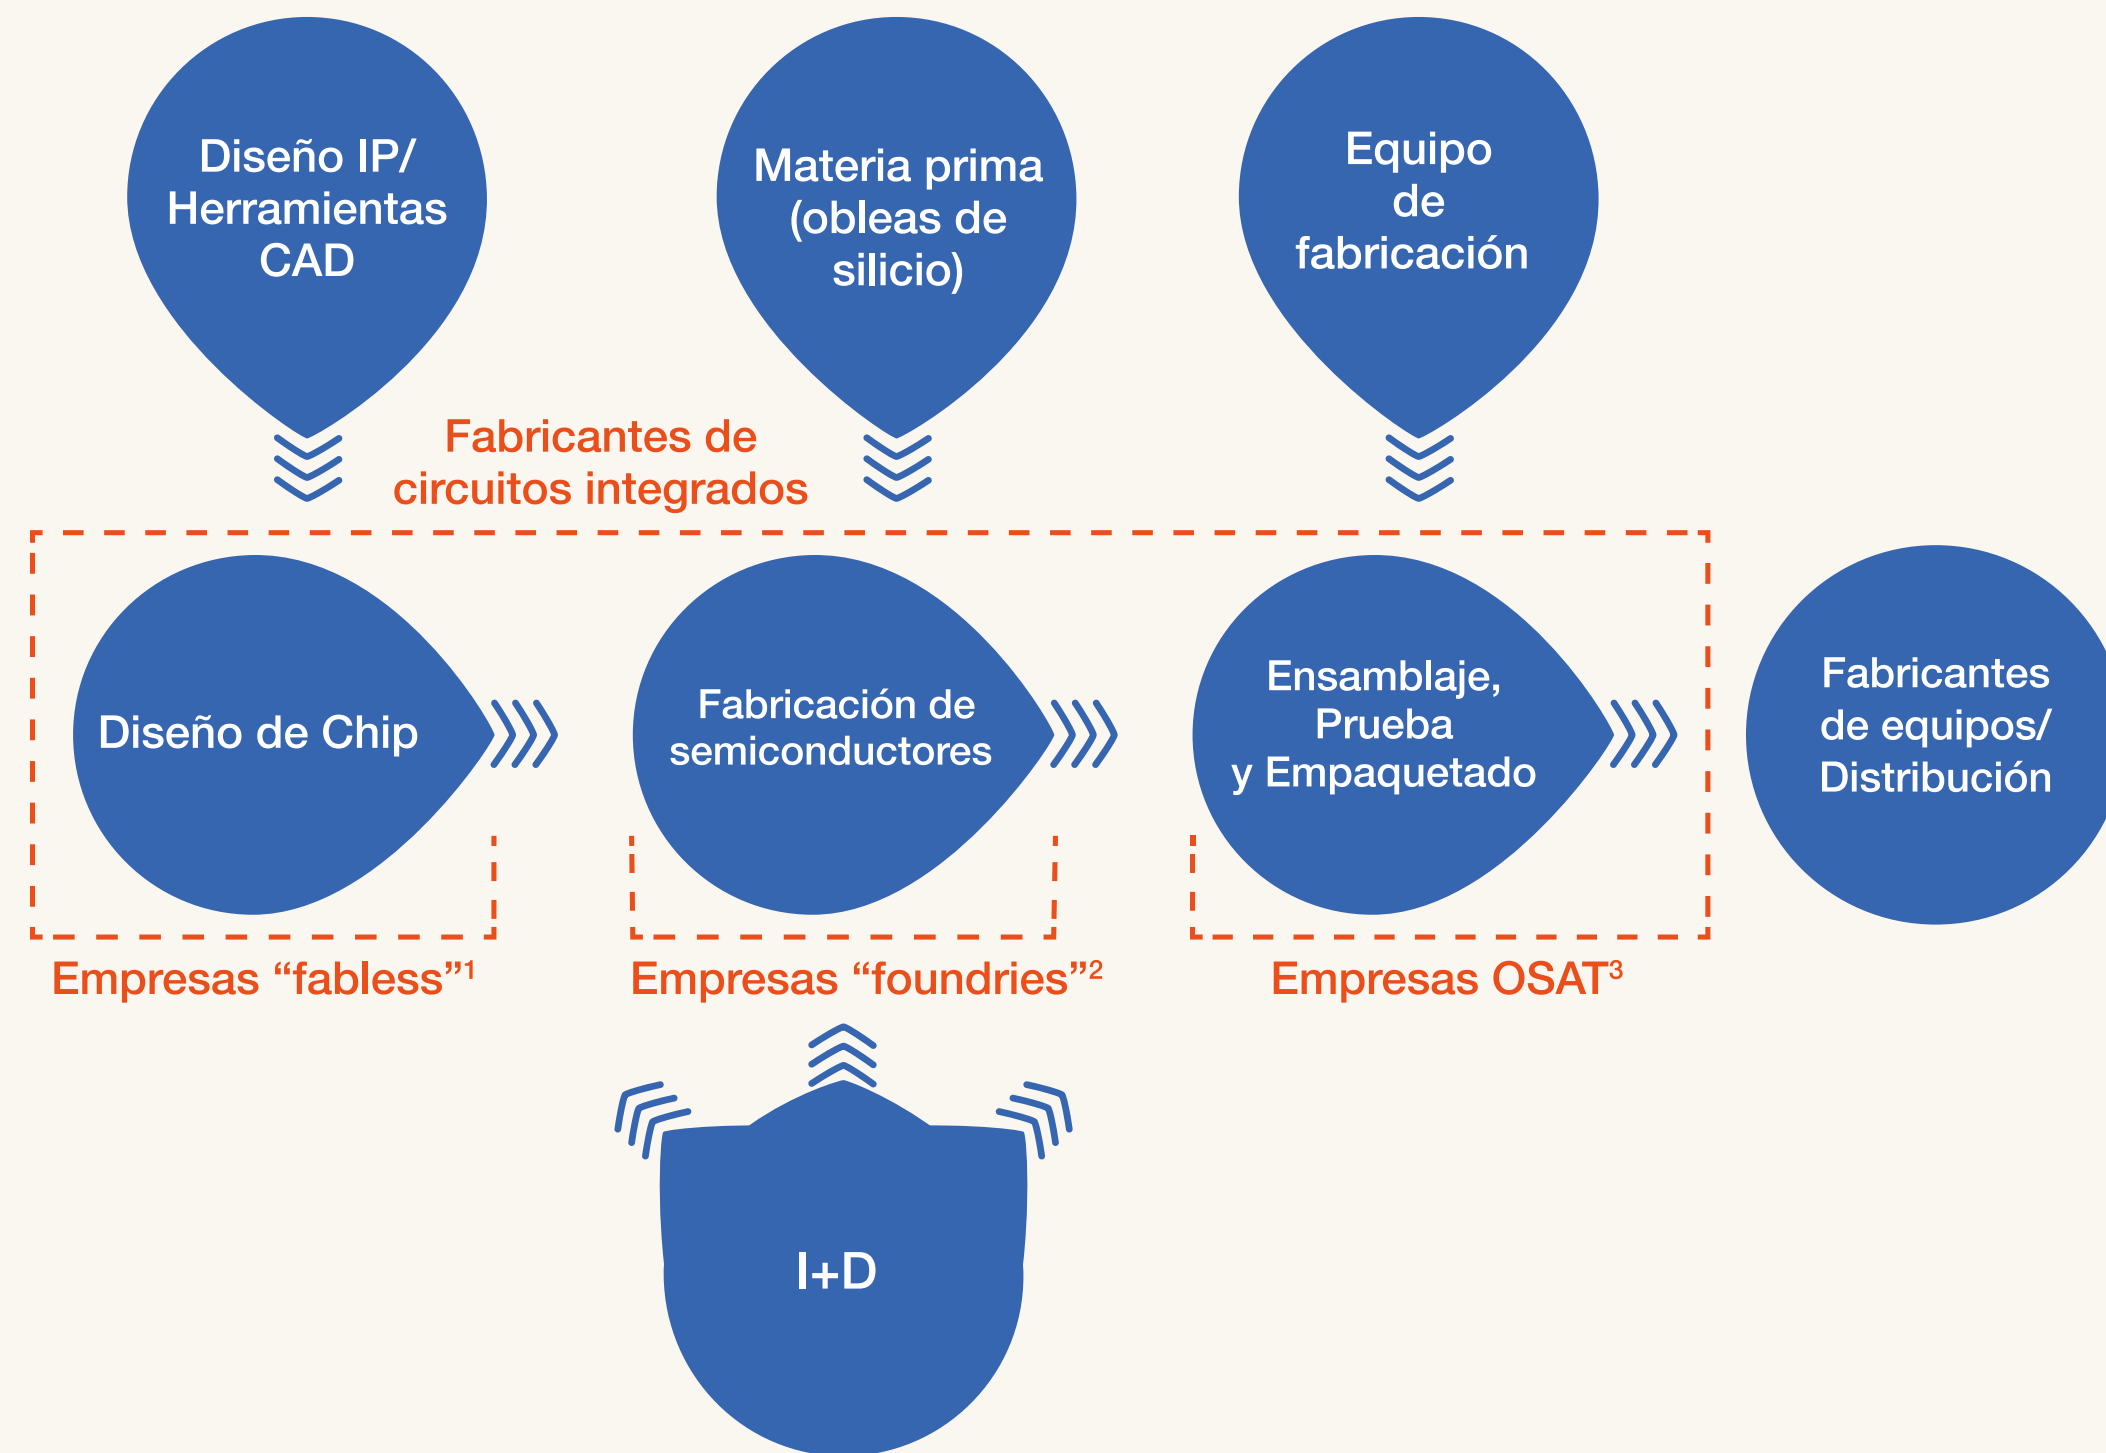 Diseño IP/
Herramientas
CAD
Materia prima
(obleas de
silicio)
Equipo
de
fabricación
Fabricantes de
circuitos integrados
Diseño de Chip
Fabricación de
semiconductores
Ensamblaje,
Prueba
y Empaquetado
Fabricantes
de equipos/
Distribución
Empresas “fabless”¹
Empresas “foundries”²
Empresas OSAT³
I+D